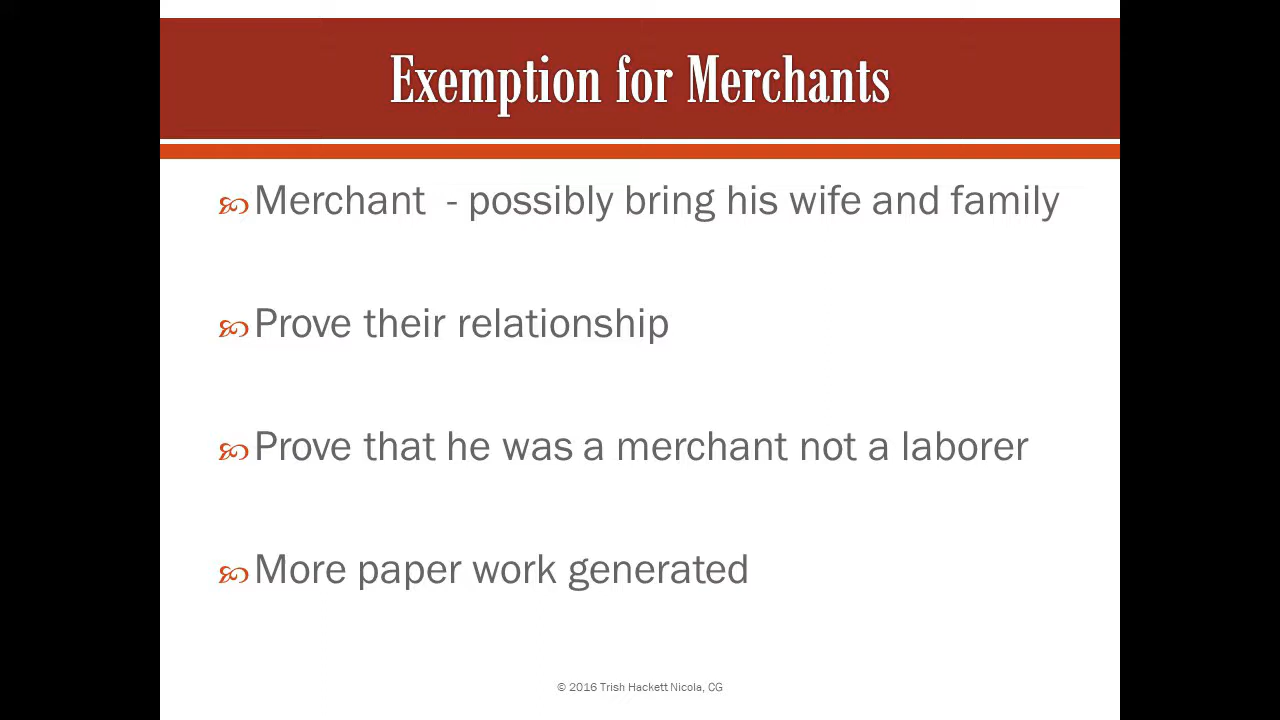 Exemption for Merchants
Merchant - possibly bring his wife and family
Prove their relationship
Prove that he was a merchant not a laborer
More paper work generated
© 2016 Trish Hackett Nicola, CG